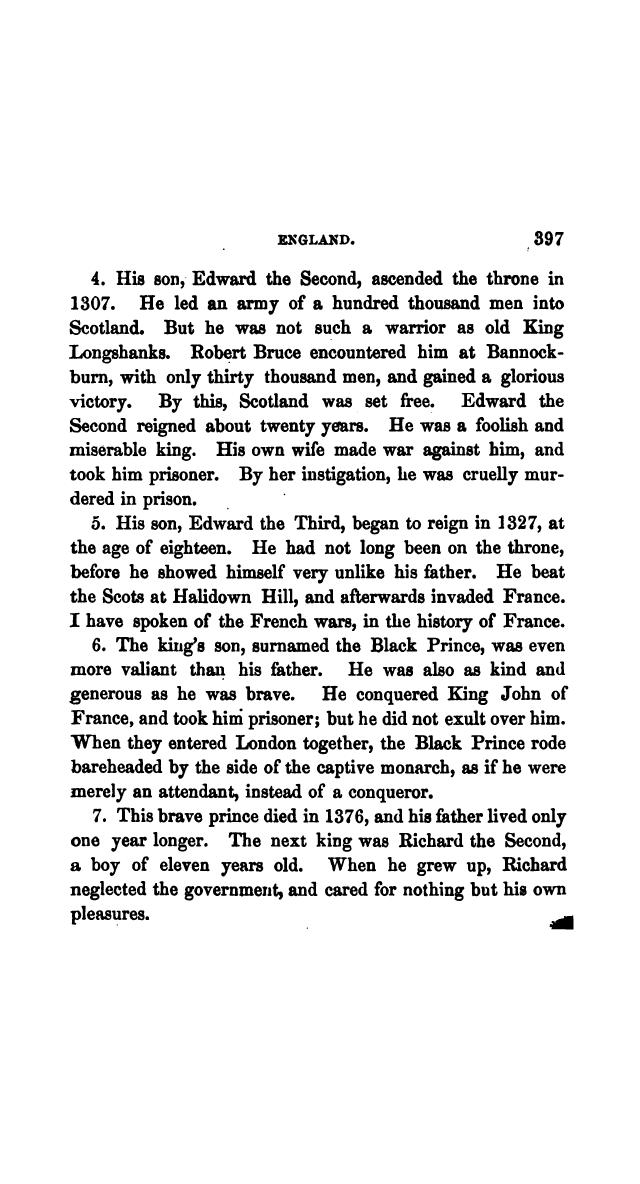 ENGLAND. 397
4. His son, Edward the Second, ascended the throne in
1307. He led an army of a hundred thousand men into
Scotland. But he was not such a warrior as old King
Longshanks. Robert Bruce encountered him at Bannock-
burn, with only thirty thousand men, and gained a glorious
victory. By this, Scotland was set free. Edward the
Second reigned about twenty years. He was a foolish and
miserable king. His own wife made war against him, and
took him prisoner. By her instigation, he was cruelly mur-
dered in prison.
5. His son, Edward the Third, began to reign in 1327, at
the age of eighteen. He had not long been on the throne,
before he showed himself very unlike his father. He beat
the Scots at Halidown Hill, and afterwards invaded France.
I have spoken of the French wars, in the history of France.
6. The king's son, surnamed the Black Prince, was even
more valiant than his father. He was also as kind and
generous as he was brave. He conquered King John of
France, and took him prisoner; but he did not exult over him.
When they entered London together, the Black Prince rode
bareheaded by the side of the captive monarch, as if he were
merely an attendant, instead of a conqueror.
7. This brave prince died in 1376, and his father lived only
one year longer. The next king was Richard the Second,
a boy of eleven years old. When he grew up, Richard
neglected the government, and cared for nothing but his own
pleasures.